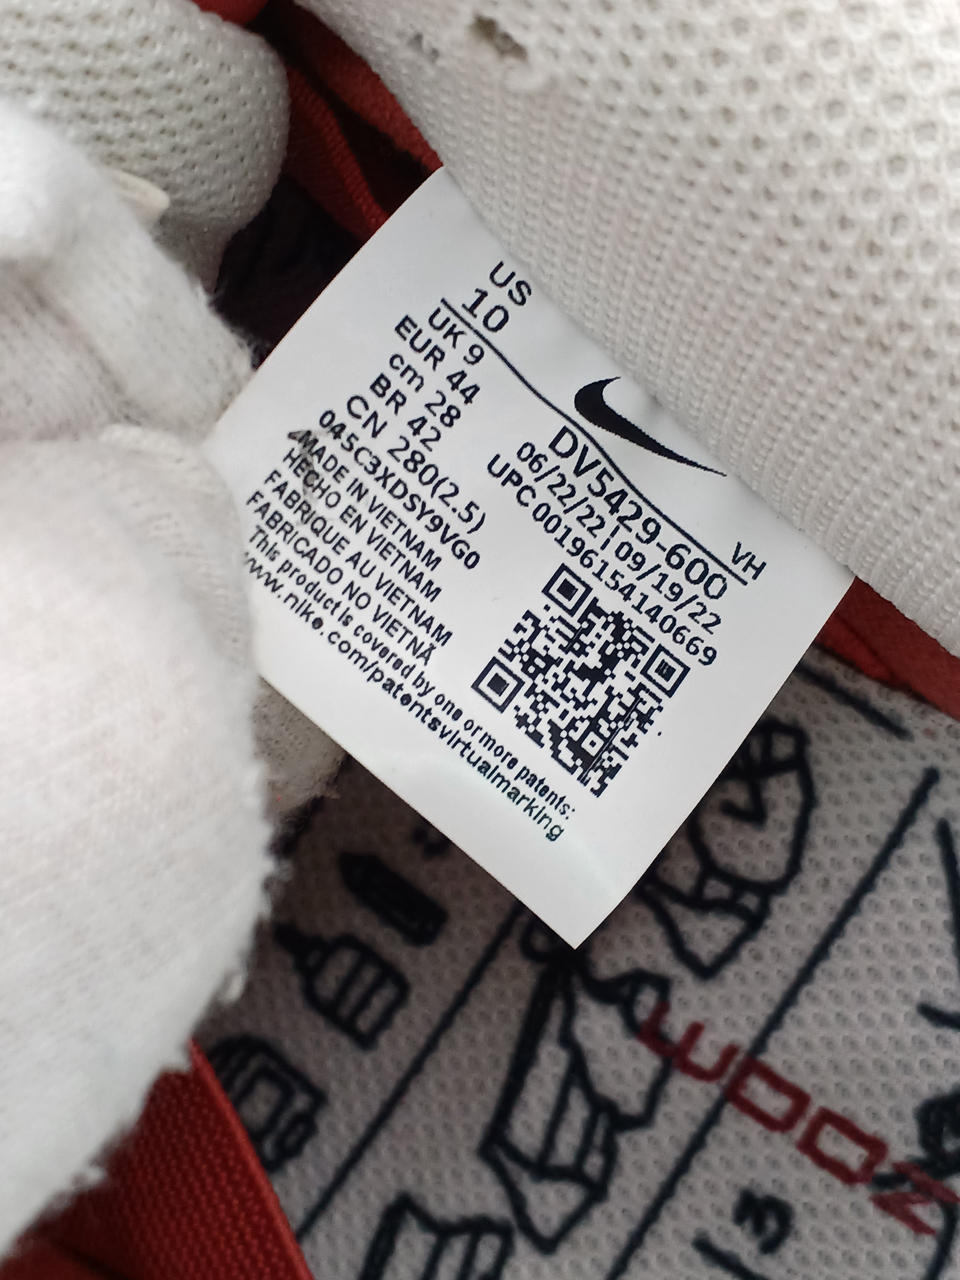 US
10
UK 9
EUR 44
cm 28
BR 42
CN 280(2.5)
045C3XDSY9VG0
MADE IN VIETNAM
HECHO EN VIETNAM
FABRIQUE AU VIETNAM
FABRICADO NO VIETNÃ
This product is covered by one or more patents:
www.nike.com/patentsvirtualmarking
VH
DV5429-600
06/22/22 | 09/19/22
UPC 00196154140669
ZOOM
13